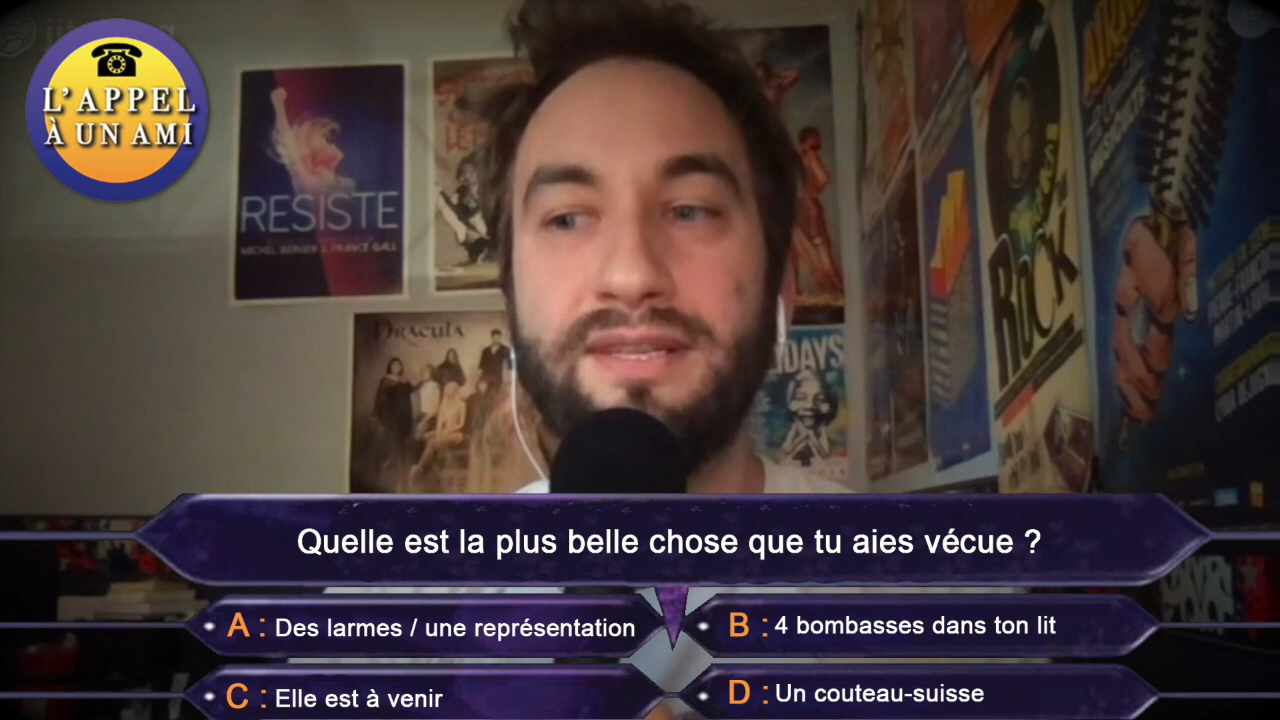 L'APPEL
À UN AMI
RESISTE
MICHEL BERGER & FRANCE GALL
DRACULA
ROCK
Quelle est la plus belle chose que tu aies vécue ?
A : Des larmes / une représentation
B : 4 bombasses dans ton lit
C : Elle est à venir
D : Un couteau-suisse